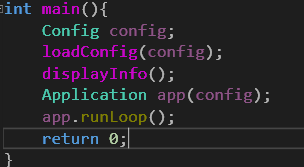 int main(){
    Config config;
    loadConfig(config);
    displayInfo();
    Application app(config);
    app.runLoop();
    return 0;
}